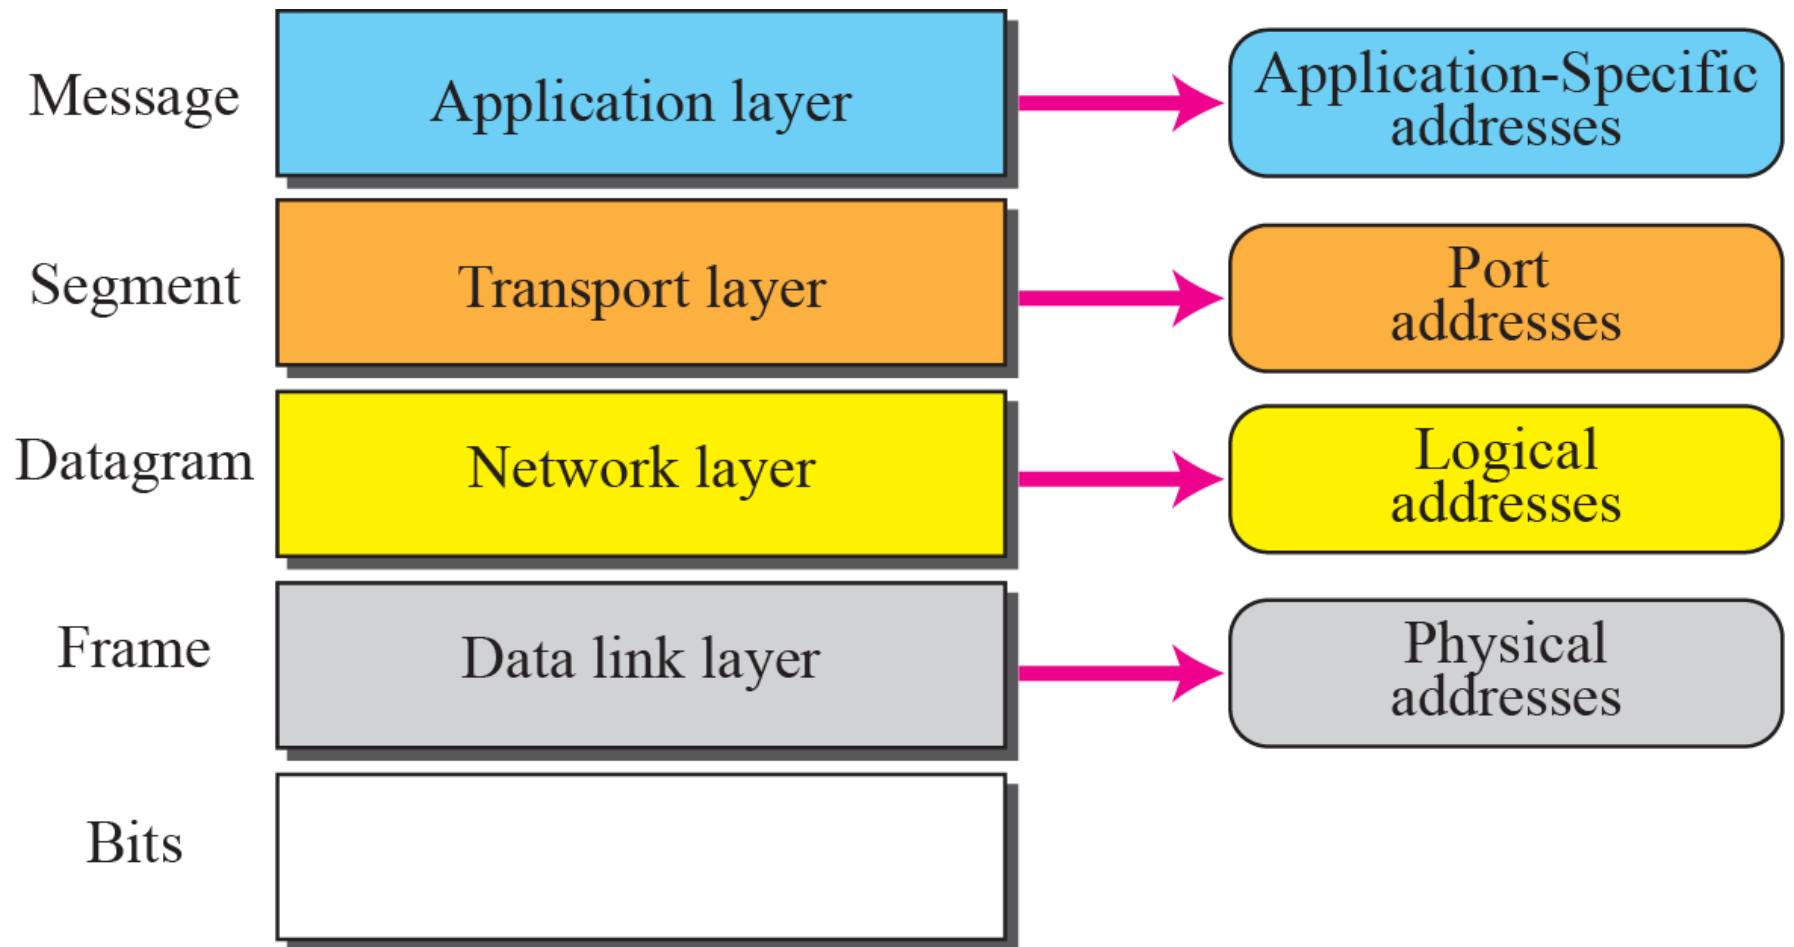 Message
Application layer
Application-Specific
addresses
Segment
Transport layer
Port
addresses
Datagram
Network layer
Logical
addresses
Frame
Data link layer
Physical
addresses
Bits